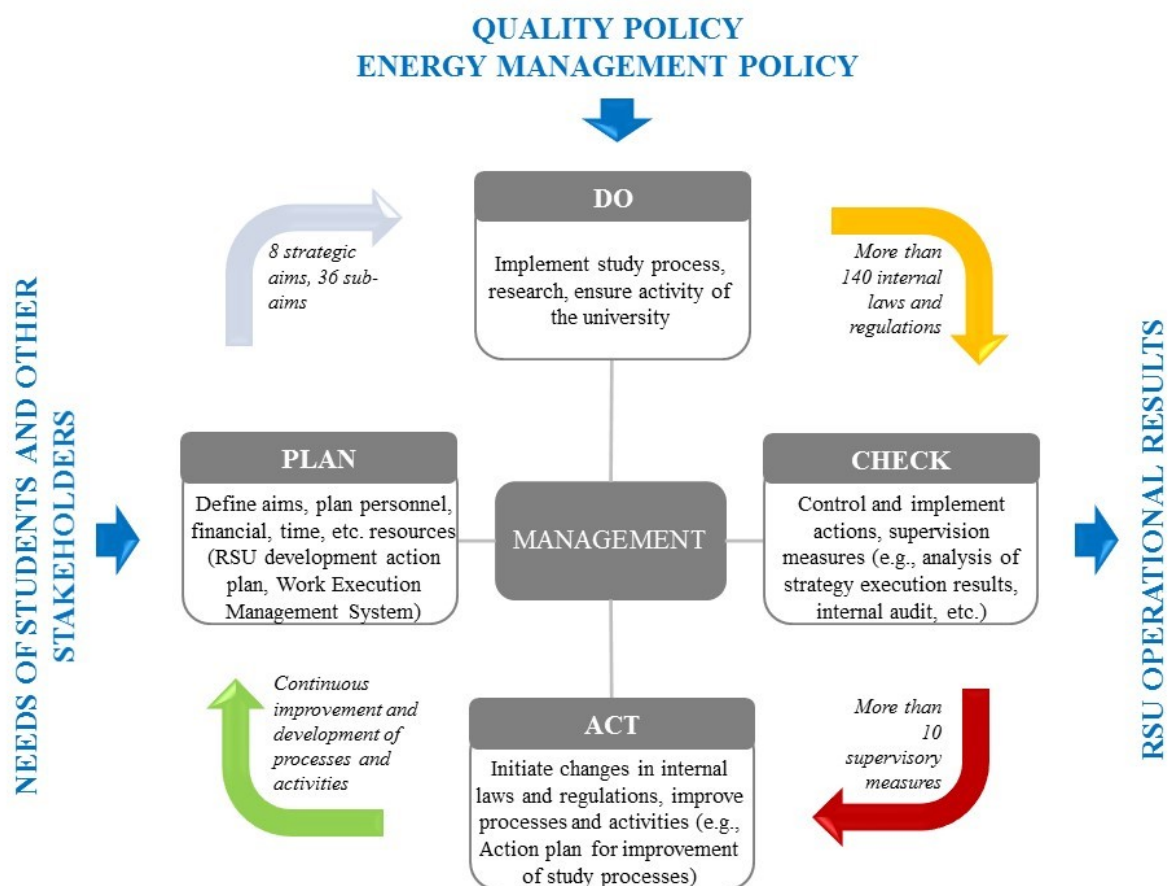 QUALITY POLICY
ENERGY MANAGEMENT POLICY
DO
Implement study process,
research, ensure activity of
the university
8 strategic
aims, 36 sub-
aims
More than
140 internal
laws and
regulations
NEEDS OF STUDENTS AND OTHER
STAKEHOLDERS
PLAN
Define aims, plan personnel,
financial, time, etc. resources
(RSU development action
plan, Work Execution
Management System)
MANAGEMENT
CHECK
Control and implement
actions, supervision
measures (e.g., analysis of
strategy execution results,
internal audit, etc.)
RSU OPERATIONAL RESULTS
Continuous
improvement and
development of
processes and
activities
ACT
Initiate changes in internal
laws and regulations, improve
processes and activities (e.g.,
Action plan for improvement
of study processes)
More than
10
supervisory
measures